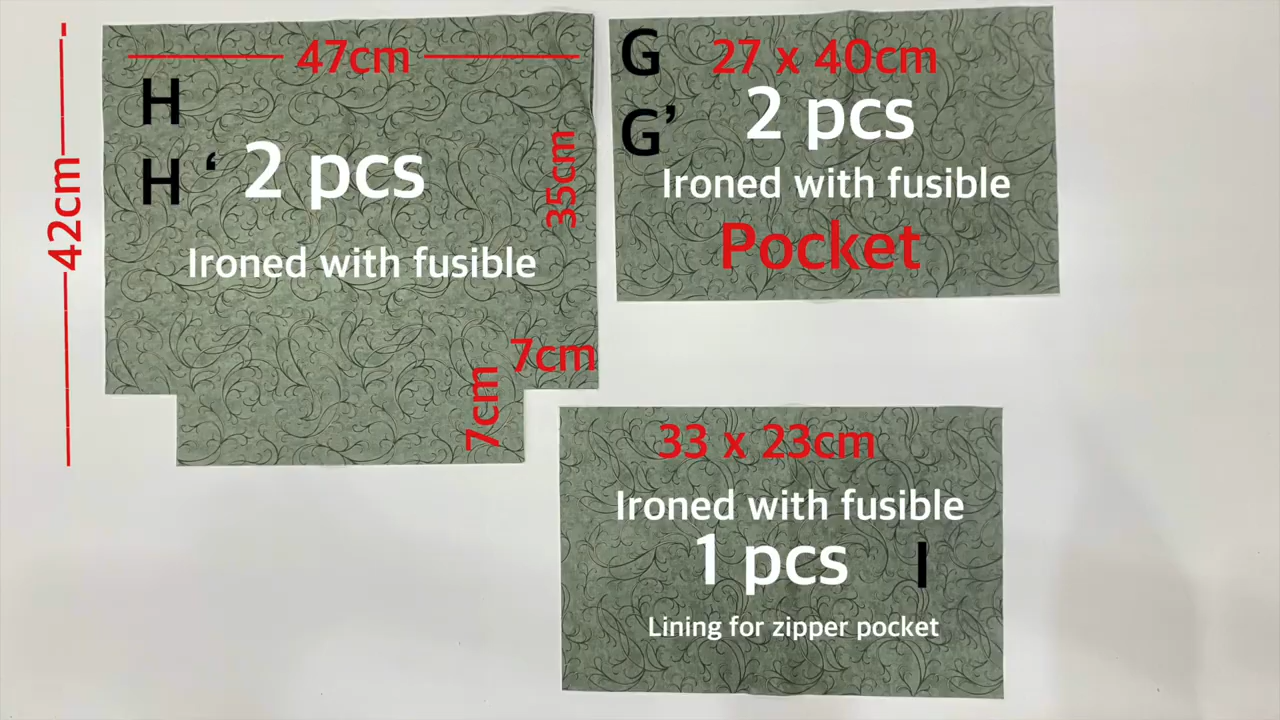 47cm
H
H‘
2 pcs
42cm
35cm
Ironed with fusible
7cm
7cm
G
27 x 40cm
2 pcs
G’
Ironed with fusible
Pocket
33 x 23cm
Ironed with fusible
1 pcs
I
Lining for zipper pocket